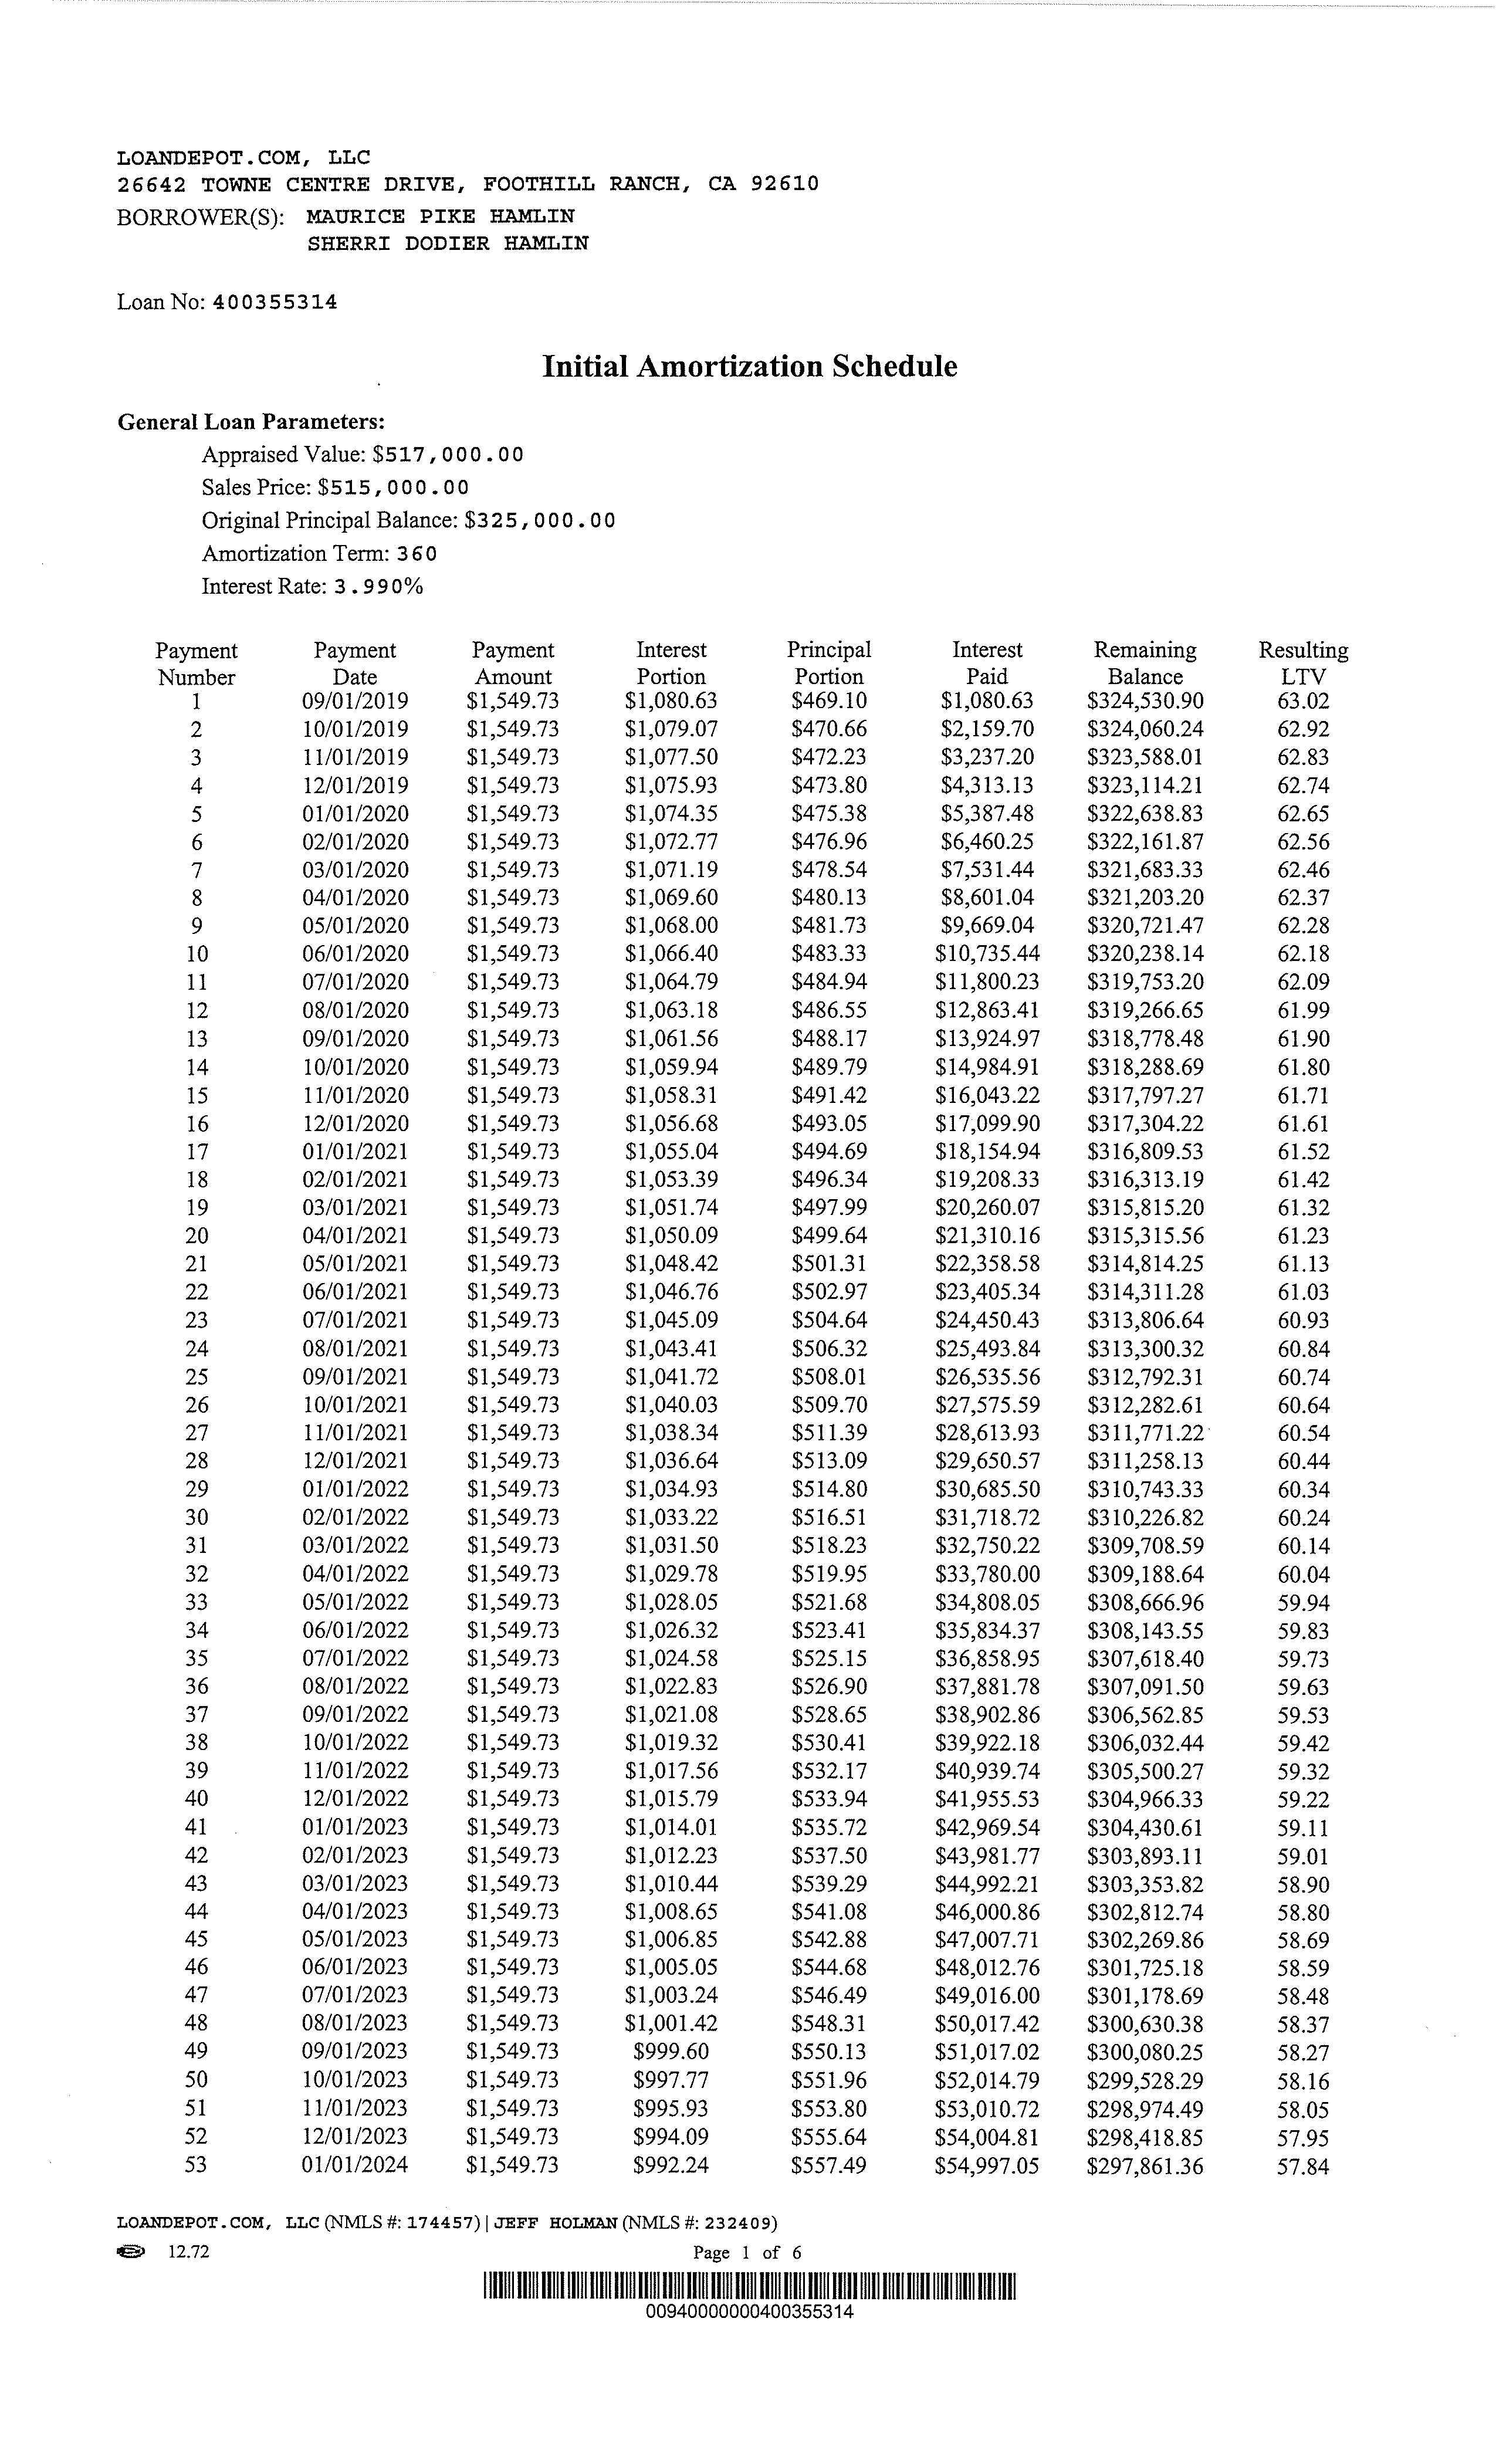 LOANDEPOT.COM, LLC
26642 TOWNE CENTRE DRIVE, FOOTHILL RANCH, CA 92610
BORROWER(S): MAURICE PIKE HAMLIN
SHERRI DODIER HAMLIN
Loan No: 400355314
Initial Amortization Schedule
General Loan Parameters:
Appraised Value: $517,000.00
Sales Price: $515,000.00
Original Principal Balance: $325,000.00
Amortization Term: 360
Interest Rate: 3.990%
Payment Payment Payment Interest Principal Interest Remaining Resulting
Number Date Amount Portion Portion Paid Balance LTV
1 09/01/2019 $1,549.73 $1,080.63 $469.10 $1,080.63 $324,530.90 63.02
2 10/01/2019 $1,549.73 $1,079.07 $470.66 $2,159.70 $324,060.24 62.92
3 11/01/2019 $1,549.73 $1,077.50 $472.23 $3,237.20 $323,588.01 62.83
4 12/01/2019 $1,549.73 $1,075.93 $473.80 $4,313.13 $323,114.21 62.74
5 01/01/2020 $1,549.73 $1,074.35 $475.38 $5,387.48 $322,638.83 62.65
6 02/01/2020 $1,549.73 $1,072.77 $476.96 $6,460.25 $322,161.87 62.56
7 03/01/2020 $1,549.73 $1,071.19 $478.54 $7,531.44 $321,683.33 62.46
8 04/01/2020 $1,549.73 $1,069.60 $480.13 $8,601.04 $321,203.20 62.37
9 05/01/2020 $1,549.73 $1,068.00 $481.73 $9,669.04 $320,721.47 62.28
10 06/01/2020 $1,549.73 $1,066.40 $483.33 $10,735.44 $320,238.14 62.18
11 07/01/2020 $1,549.73 $1,064.79 $484.94 $11,800.23 $319,753.20 62.09
12 08/01/2020 $1,549.73 $1,063.18 $486.55 $12,863.41 $319,266.65 61.99
13 09/01/2020 $1,549.73 $1,061.56 $488.17 $13,924.97 $318,778.48 61.90
14 10/01/2020 $1,549.73 $1,059.94 $489.79 $14,984.91 $318,288.69 61.80
15 11/01/2020 $1,549.73 $1,058.31 $491.42 $16,043.22 $317,797.27 61.71
16 12/01/2020 $1,549.73 $1,056.68 $493.05 $17,099.90 $317,304.22 61.61
17 01/01/2021 $1,549.73 $1,055.04 $494.69 $18,154.94 $316,809.53 61.52
18 02/01/2021 $1,549.73 $1,053.39 $496.34 $19,208.33 $316,313.19 61.42
19 03/01/2021 $1,549.73 $1,051.74 $497.99 $20,260.07 $315,815.20 61.32
20 04/01/2021 $1,549.73 $1,050.09 $499.64 $21,310.16 $315,315.56 61.23
21 05/01/2021 $1,549.73 $1,048.42 $501.31 $22,358.58 $314,814.25 61.13
22 06/01/2021 $1,549.73 $1,046.76 $502.97 $23,405.34 $314,311.28 61.03
23 07/01/2021 $1,549.73 $1,045.09 $504.64 $24,450.43 $313,806.64 60.93
24 08/01/2021 $1,549.73 $1,043.41 $506.32 $25,493.84 $313,300.32 60.84
25 09/01/2021 $1,549.73 $1,041.72 $508.01 $26,535.56 $312,792.31 60.74
26 10/01/2021 $1,549.73 $1,040.03 $509.70 $27,575.59 $312,282.61 60.64
27 11/01/2021 $1,549.73 $1,038.34 $511.39 $28,613.93 $311,771.22 60.54
28 12/01/2021 $1,549.73 $1,036.64 $513.09 $29,650.57 $311,258.13 60.44
29 01/01/2022 $1,549.73 $1,034.93 $514.80 $30,685.50 $310,743.33 60.34
30 02/01/2022 $1,549.73 $1,033.22 $516.51 $31,718.72 $310,226.82 60.24
31 03/01/2022 $1,549.73 $1,031.50 $518.23 $32,750.22 $309,708.59 60.14
32 04/01/2022 $1,549.73 $1,029.78 $519.95 $33,780.00 $309,188.64 60.04
33 05/01/2022 $1,549.73 $1,028.05 $521.68 $34,808.05 $308,666.96 59.94
34 06/01/2022 $1,549.73 $1,026.32 $523.41 $35,834.37 $308,143.55 59.83
35 07/01/2022 $1,549.73 $1,024.58 $525.15 $36,858.95 $307,618.40 59.73
36 08/01/2022 $1,549.73 $1,022.83 $526.90 $37,881.78 $307,091.50 59.63
37 09/01/2022 $1,549.73 $1,021.08 $528.65 $38,902.86 $306,562.85 59.53
38 10/01/2022 $1,549.73 $1,019.32 $530.41 $39,922.18 $306,032.44 59.42
39 11/01/2022 $1,549.73 $1,017.56 $532.17 $40,939.74 $305,500.27 59.32
40 12/01/2022 $1,549.73 $1,015.79 $533.94 $41,955.53 $304,966.33 59.22
41 01/01/2023 $1,549.73 $1,014.01 $535.72 $42,969.54 $304,430.61 59.11
42 02/01/2023 $1,549.73 $1,012.23 $537.50 $43,981.77 $303,893.11 59.01
43 03/01/2023 $1,549.73 $1,010.44 $539.29 $44,992.21 $303,353.82 58.90
44 04/01/2023 $1,549.73 $1,008.65 $541.08 $46,000.86 $302,812.74 58.80
45 05/01/2023 $1,549.73 $1,006.85 $542.88 $47,007.71 $302,269.86 58.69
46 06/01/2023 $1,549.73 $1,005.05 $544.68 $48,012.76 $301,725.18 58.59
47 07/01/2023 $1,549.73 $1,003.24 $546.49 $49,016.00 $301,178.69 58.48
48 08/01/2023 $1,549.73 $1,001.42 $548.31 $50,017.42 $300,630.38 58.37
49 09/01/2023 $1,549.73 $999.60 $550.13 $51,017.02 $300,080.25 58.27
50 10/01/2023 $1,549.73 $997.77 $551.96 $52,014.79 $299,528.29 58.16
51 11/01/2023 $1,549.73 $995.93 $553.80 $53,010.72 $298,974.49 58.05
52 12/01/2023 $1,549.73 $994.09 $555.64 $54,004.81 $298,418.85 57.95
53 01/01/2024 $1,549.73 $992.24 $557.49 $54,997.05 $297,861.36 57.84
LOANDEPOT.COM, LLC (NMLS #: 174457) | JEFF HOLMAN (NMLS #: 232409)
12.72 Page 1 of 6
00940000000400355314